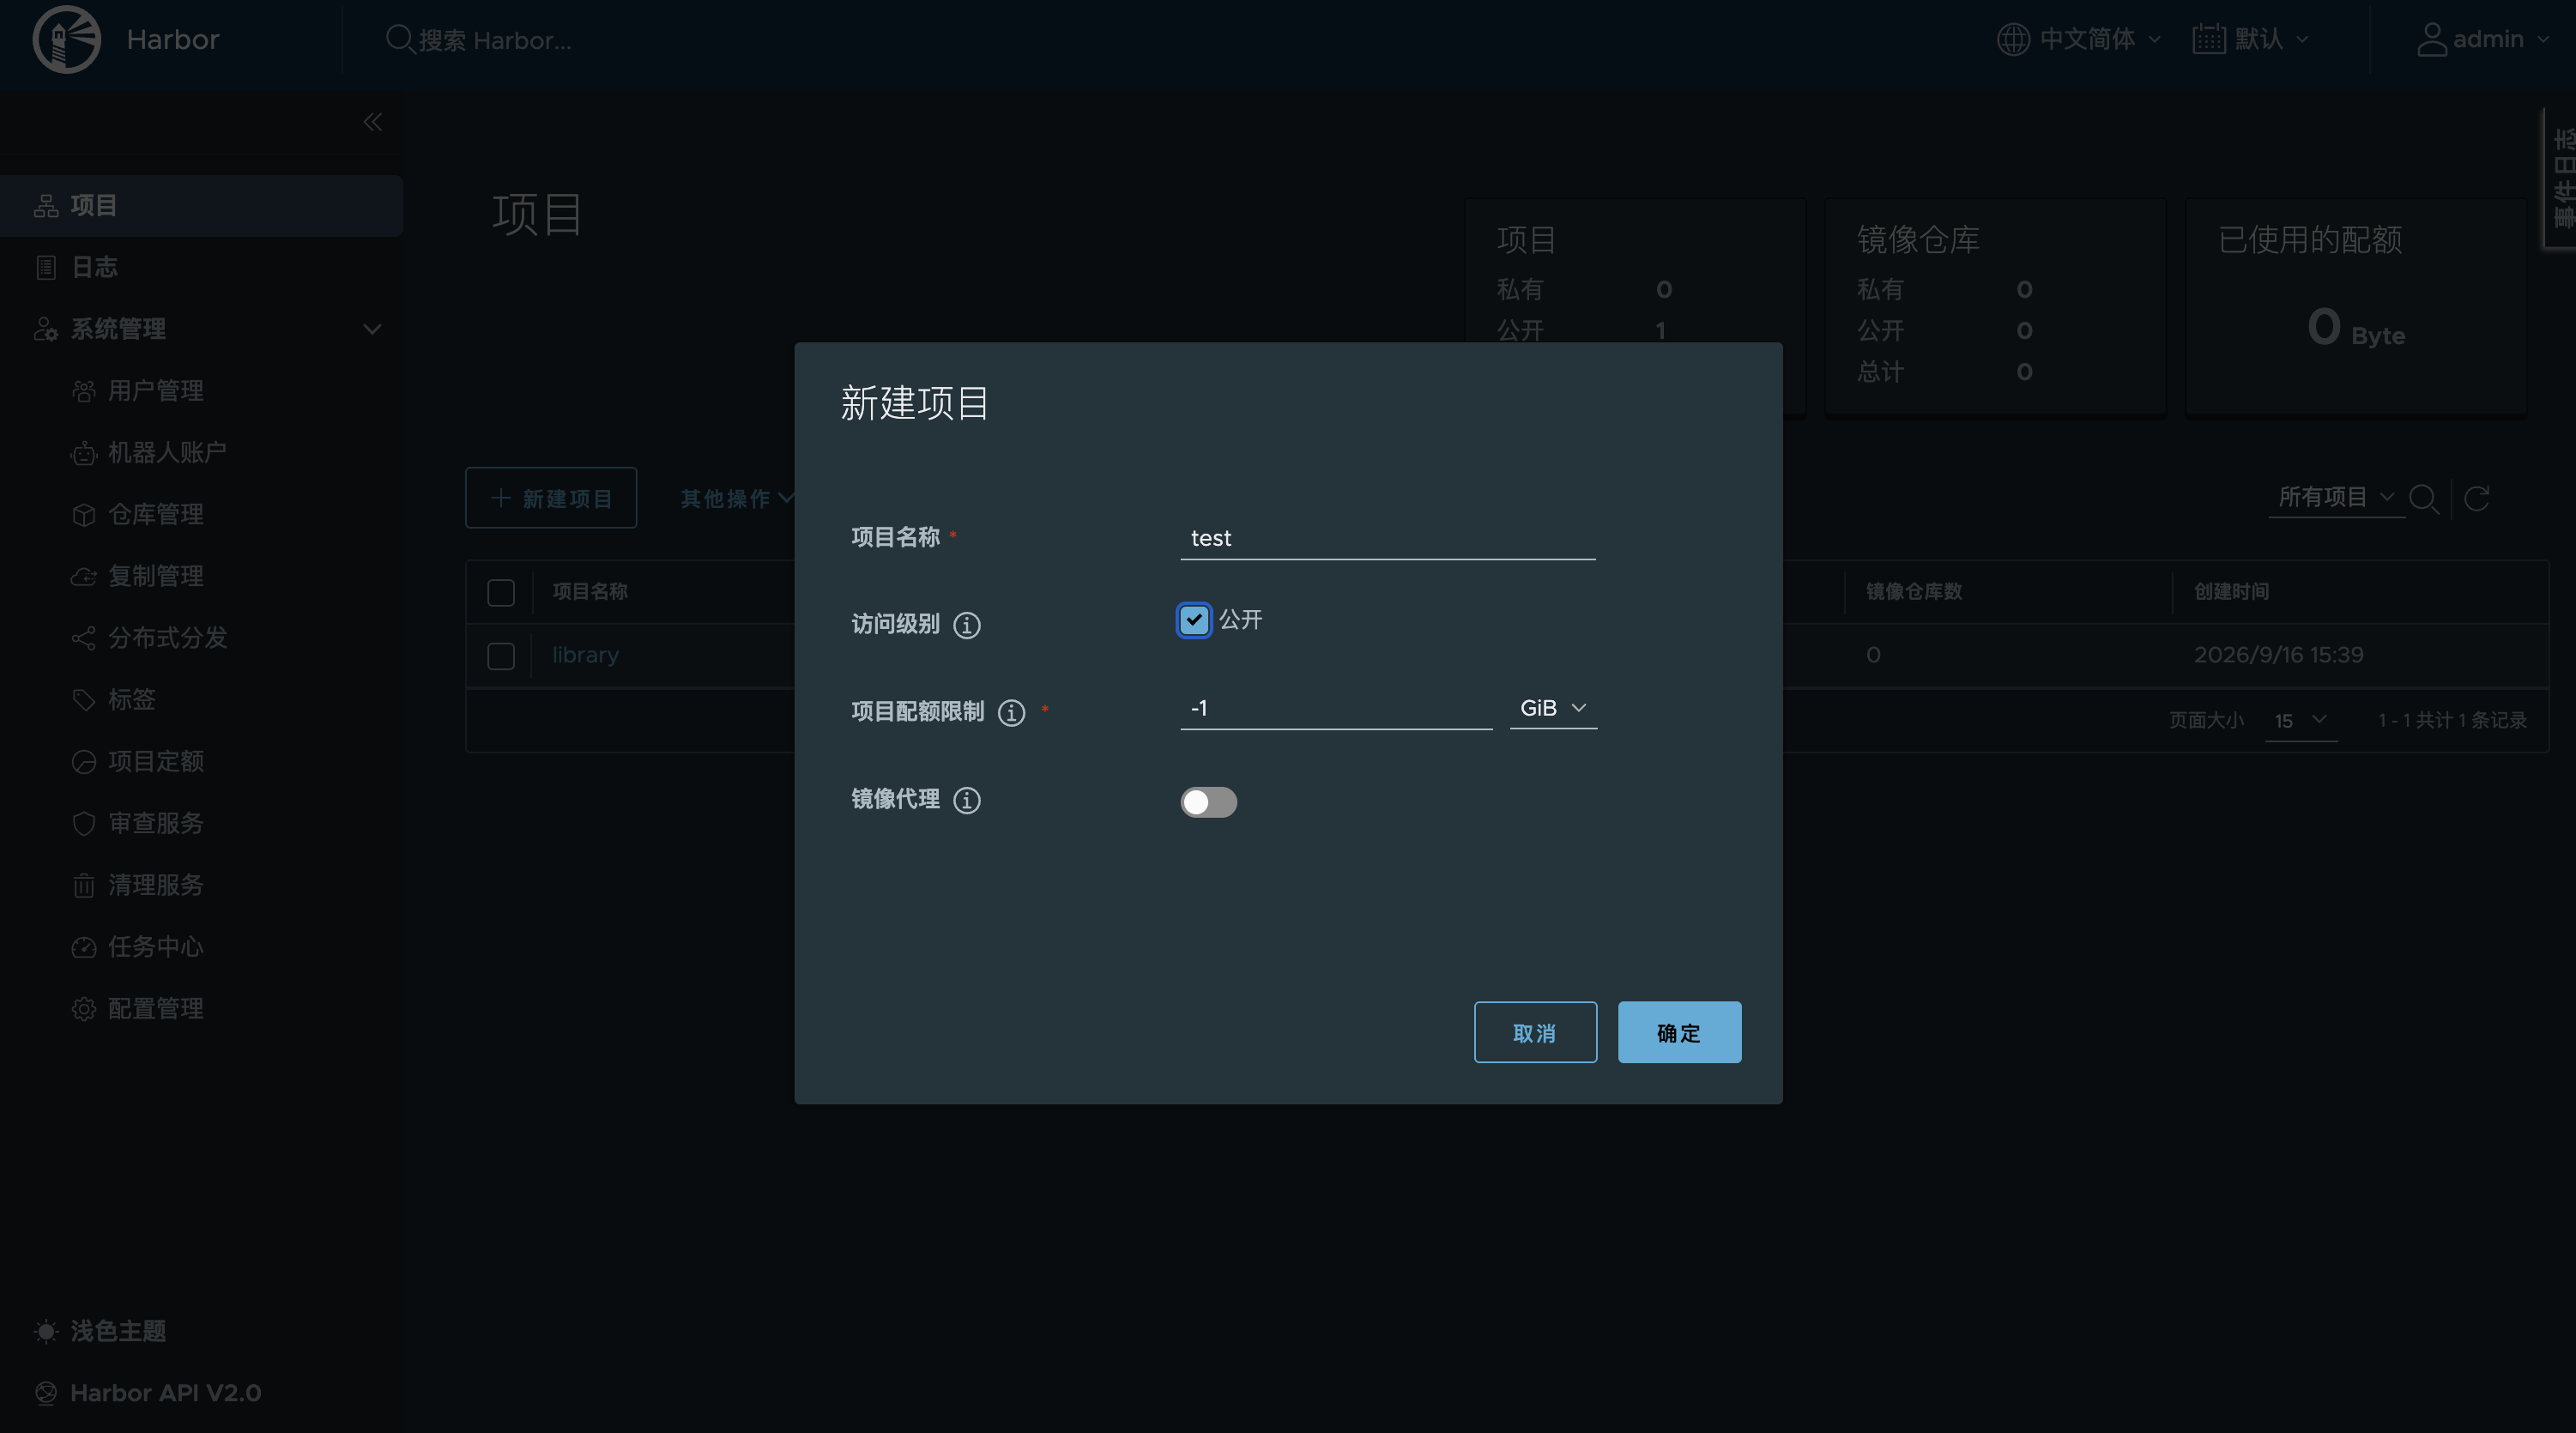 Harbor
搜索 Harbor...
中文简体
默认
admin
事件日志
项目
日志
系统管理
用户管理
机器人账户
仓库管理
复制管理
分布式分发
标签
项目定额
审查服务
清理服务
任务中心
配置管理
浅色主题
Harbor API V2.0
项目
项目
私有 0
公开 1
镜像仓库
私有 0
公开 0
总计 0
已使用的配额
0 Byte
新建项目
其他操作
所有项目
项目名称
镜像仓库数
创建时间
library
0
2026/9/16 15:39
页面大小 15
1 - 1 共计 1 条记录
新建项目
项目名称 *
test
访问级别
公开
项目配额限制 *
-1
GiB
镜像代理
取消
确定